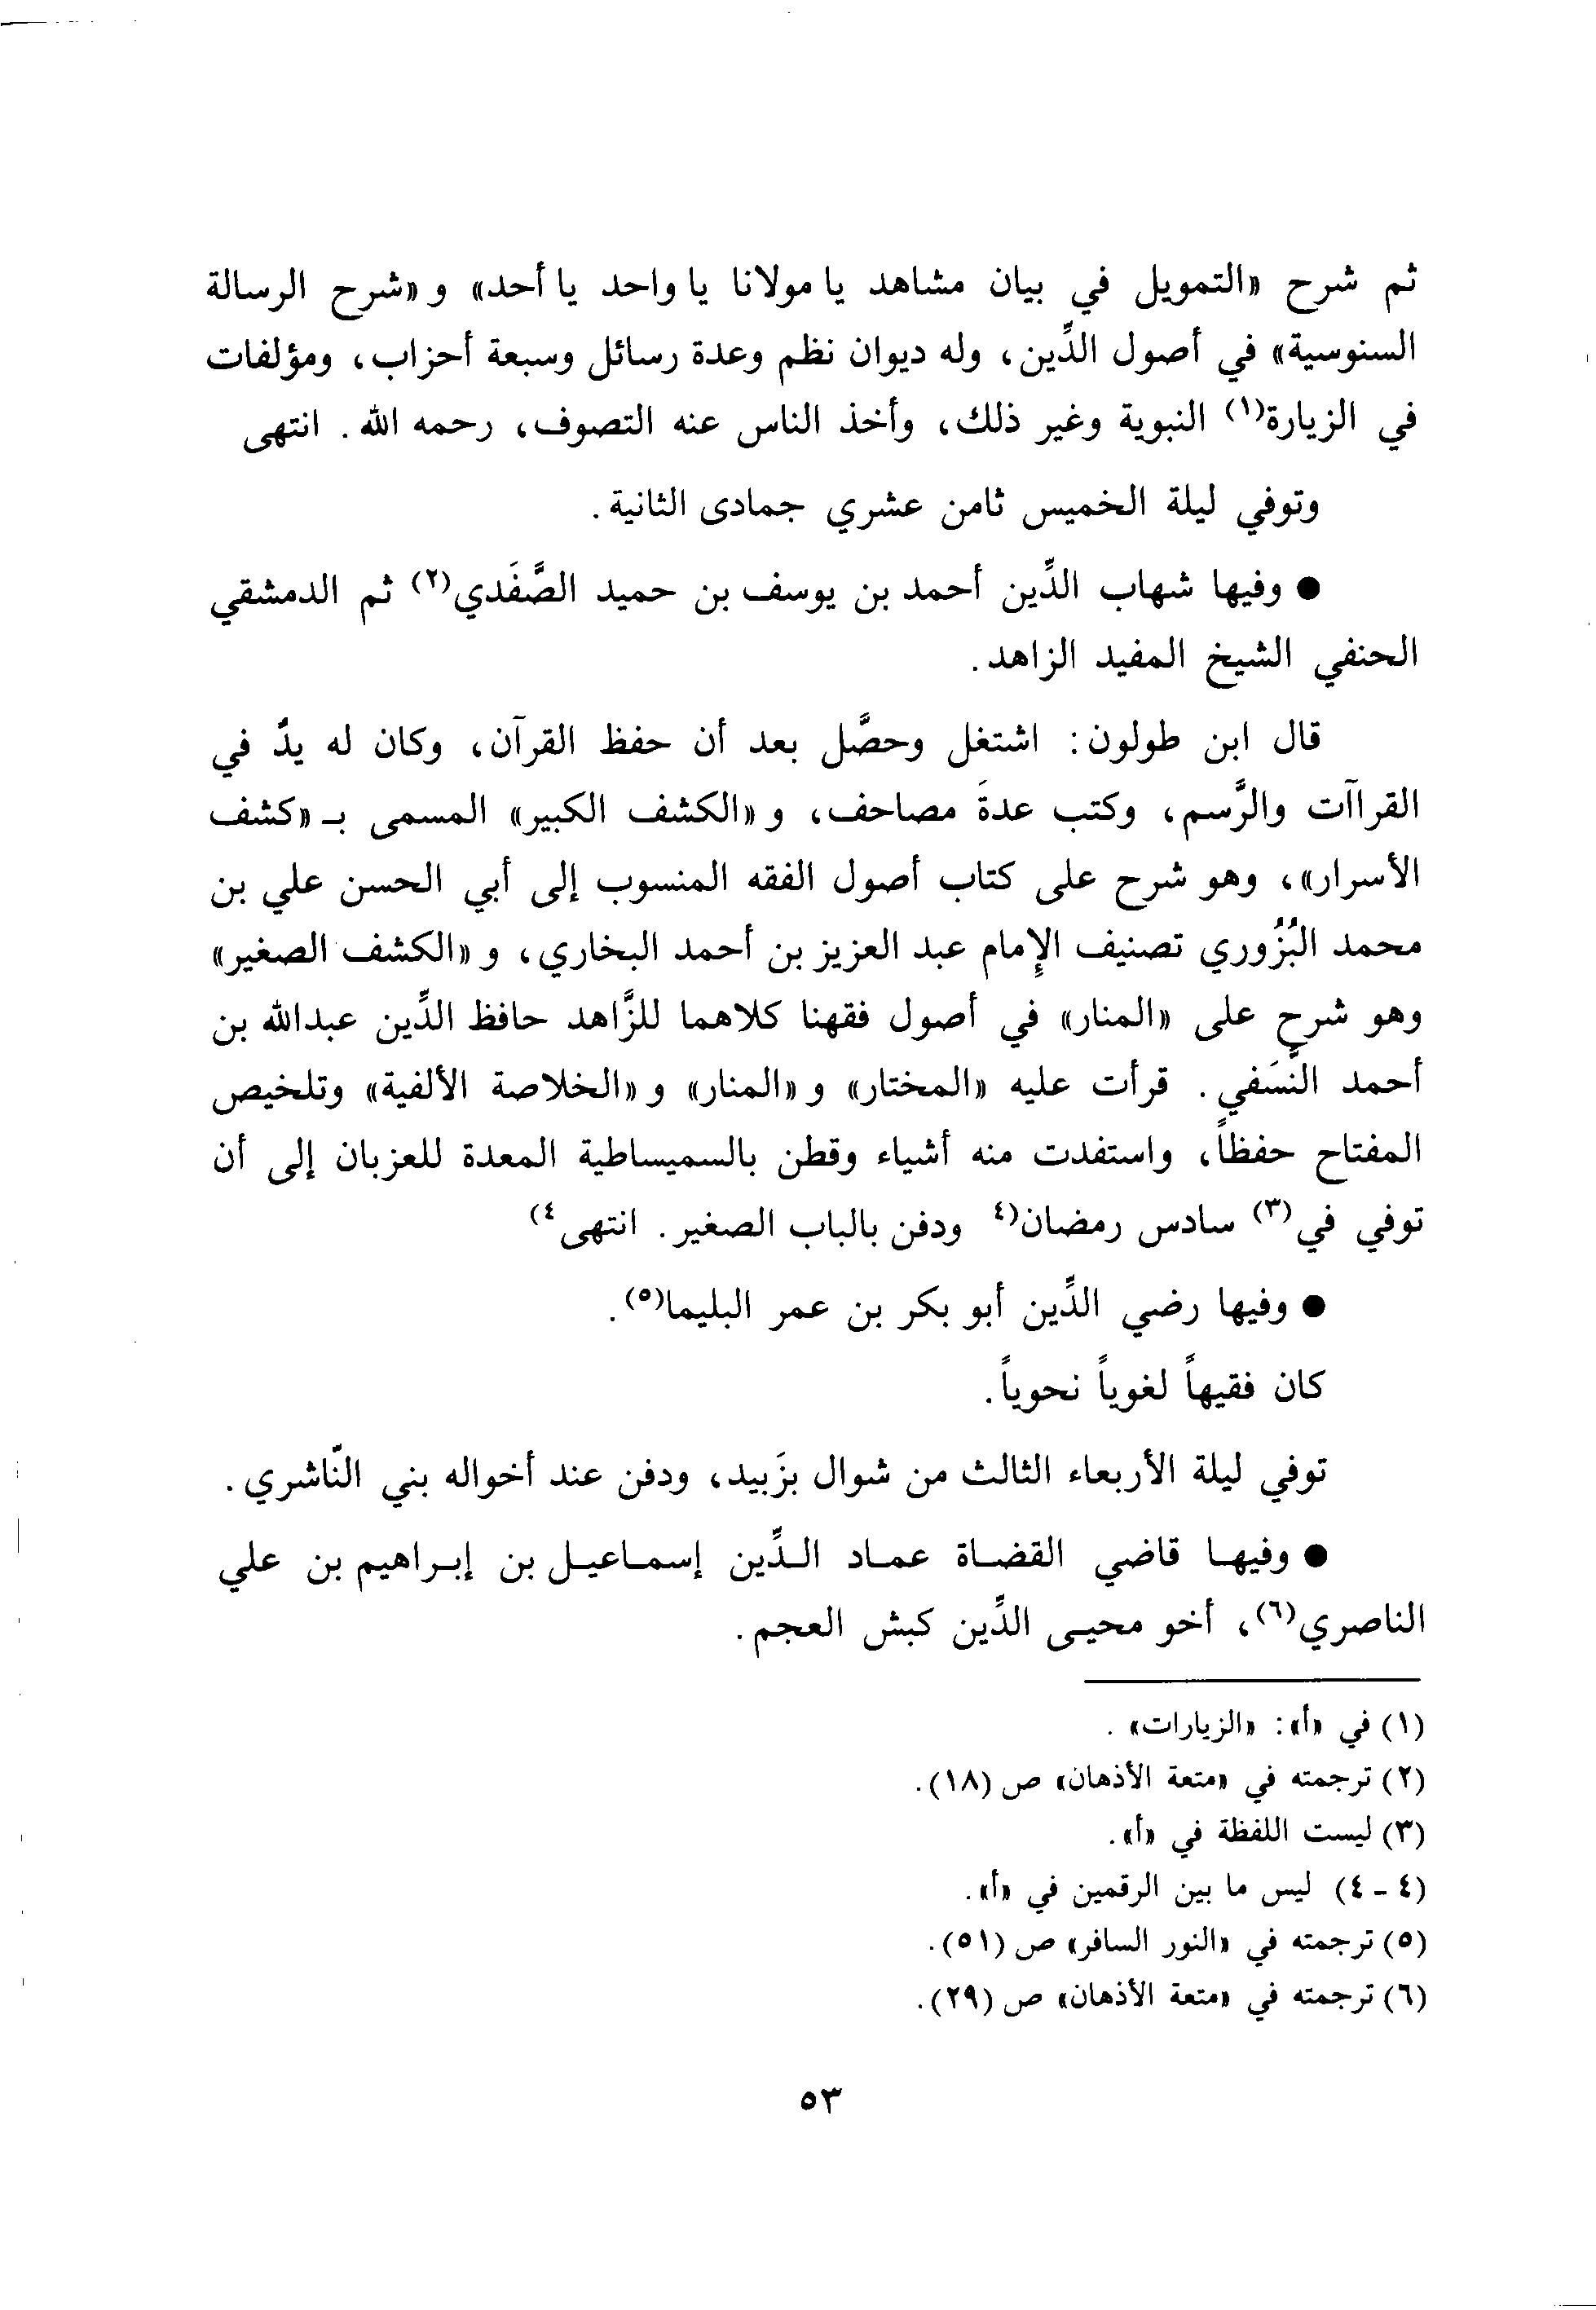 ثم شرح «التمويل في بيان مشاهد يا مولانا يا واحد يا أحد» و «شرح الرسالة
السنوسية» في أصول الدِّين، وله ديوان نظم وعدة رسائل وسبعة أحزاب، ومؤلفات
في الزيارة(١) النبوية وغير ذلك، وأخذ الناس عنه التصوف، رحمه الله. انتهى
وتوفي ليلة الخميس ثامن عشري جمادى الثانية.
● وفيها شهاب الدِّين أحمد بن يوسف بن حميد الصَّفَدي(٢) ثم الدمشقي
الحنفي الشيخ المفيد الزاهد.
قال ابن طولون: اشتغل وحصَّل بعد أن حفظ القرآن، وكان له يدٌ في
القراآت والرَّسم، وكتب عدةَ مصاحف، و «الكشف الكبير» المسمى بـ «كشف
الأسرار»، وهو شرح على كتاب أصول الفقه المنسوب إلى أبي الحسن علي بن
محمد البُزْوري تصنيف الإمام عبد العزيز بن أحمد البخاري، و «الكشف الصغير»
وهو شرح على «المنار» في أصول فقهنا كلاهما للزَّاهد حافظ الدِّين عبدالله بن
أحمد النَّسَفي. قرأت عليه «المختار» و «المنار» و «الخلاصة الألفية» وتلخيص
المفتاح حفظاً، واستفدت منه أشياء وقطن بالسميساطية المعدة للعزبان إلى أن
توفي في(٣) سادس رمضان(٤ ودفن بالباب الصغير. انتهى٤)
● وفيها رضي الدِّين أبو بكر بن عمر البليما(٥).
كان فقيهاً لغوياً نحوياً.
توفي ليلة الأربعاء الثالث من شوال بزَبيد، ودفن عند أخواله بني النّاشري.
● وفيها قاضي القضاة عماد الدِّين إسماعيل بن إبراهيم بن علي
الناصري(٦)، أخو محيي الدِّين كبش العجم.
(١) في «أ»: «الزيارات».
(٢) ترجمته في «متعة الأذهان» ص (١٨).
(٣) ليست اللفظة في «أ».
(٤ - ٤) ليس ما بين الرقمين في «أ».
(٥) ترجمته في «النور السافر» ص (٥١).
(٦) ترجمته في «متعة الأذهان» ص (٢٩).
٥٣